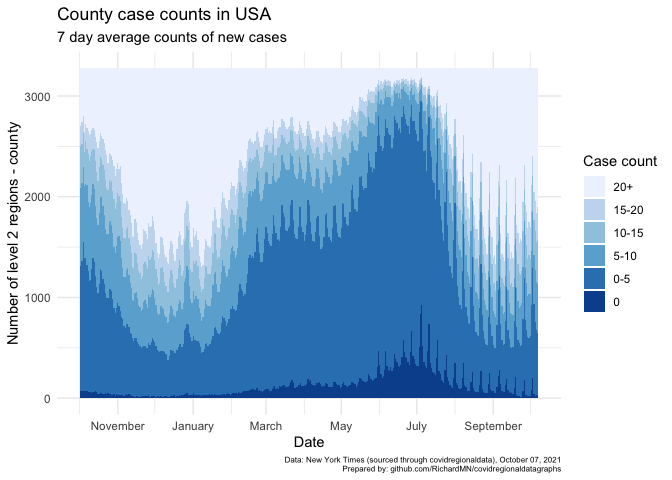 County case counts in USA
7 day average counts of new cases
Number of level 2 regions - county
3000
2000
1000
0
November January March May July September
Date
Case count
20+
15-20
10-15
5-10
0-5
0
Data: New York Times (sourced through covidregionaldata), October 07, 2021
Prepared by: github.com/RichardMN/covidregionaldatagraphs